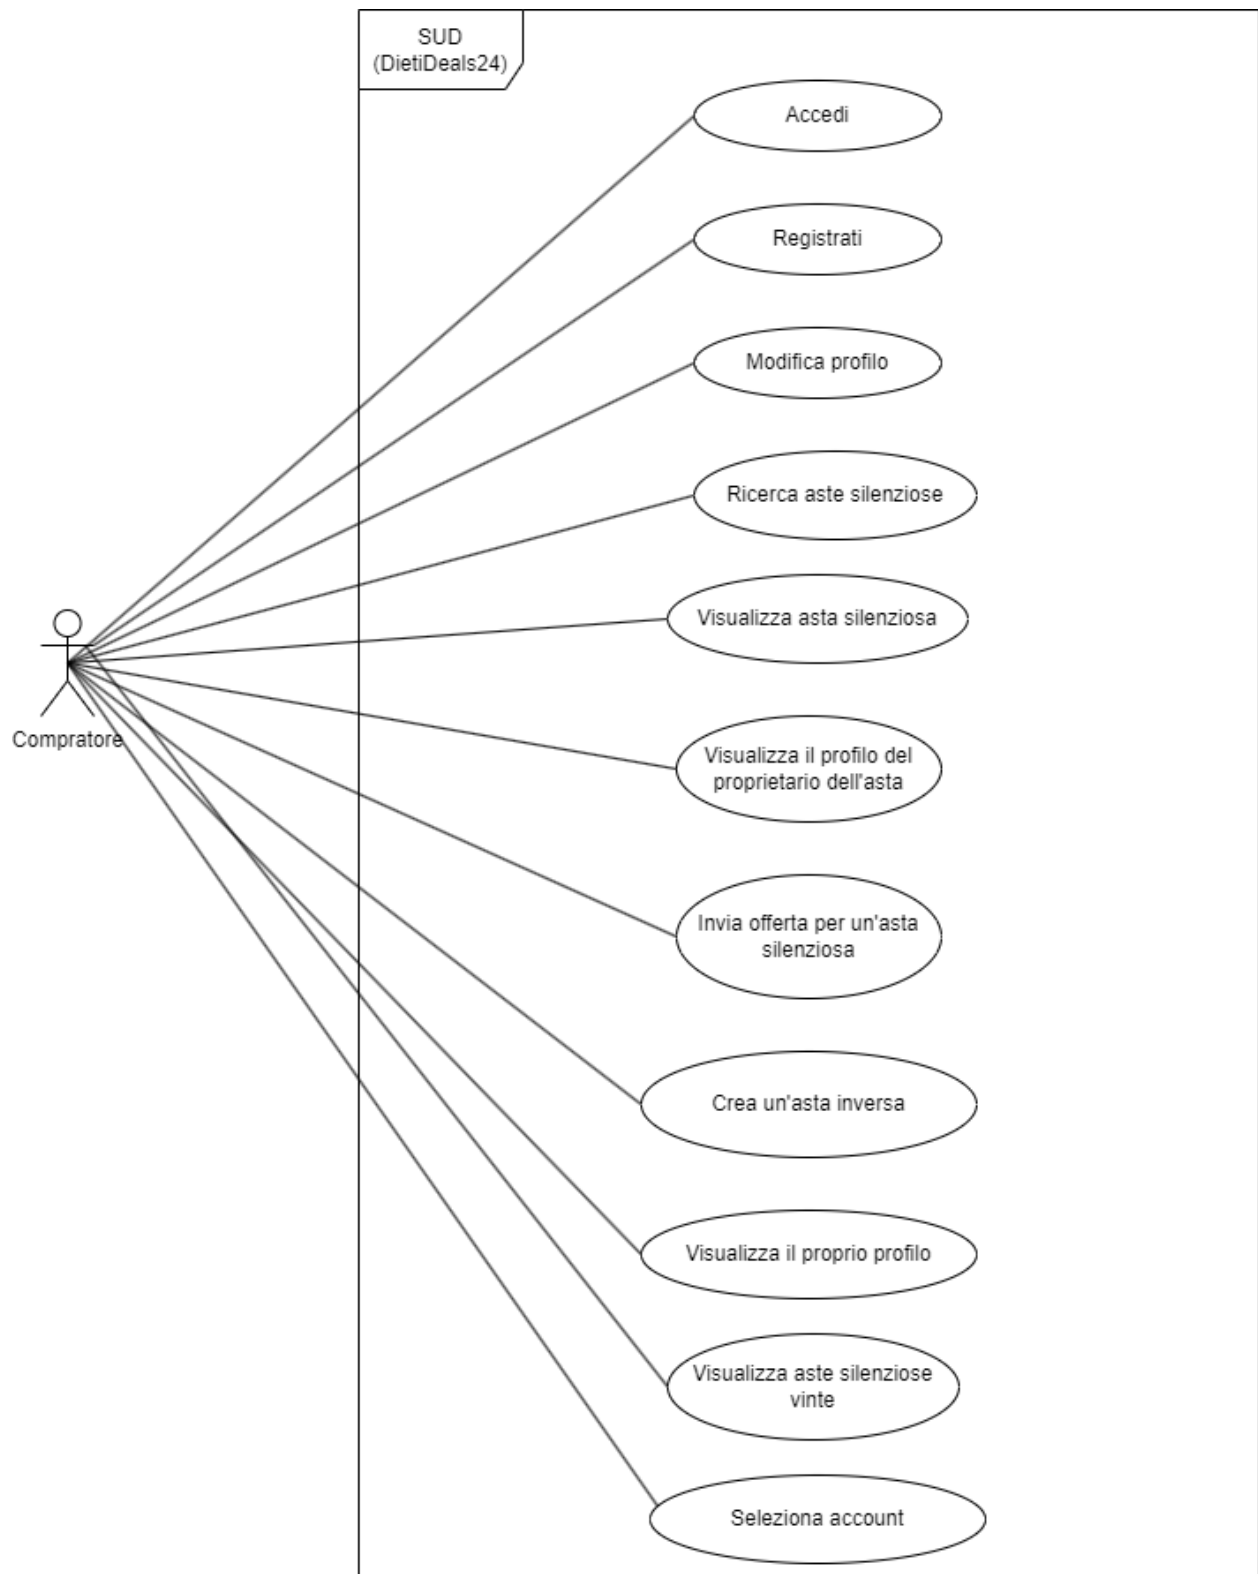 SUD
(DietiDeals24)
Accedi
Registrati
Modifica profilo
Ricerca aste silenziose
Visualizza asta silenziosa
Compratore
Visualizza il profilo del
proprietario dell'asta
Invia offerta per un'asta
silenziosa
Crea un'asta inversa
Visualizza il proprio profilo
Visualizza aste silenziose
vinte
Seleziona account